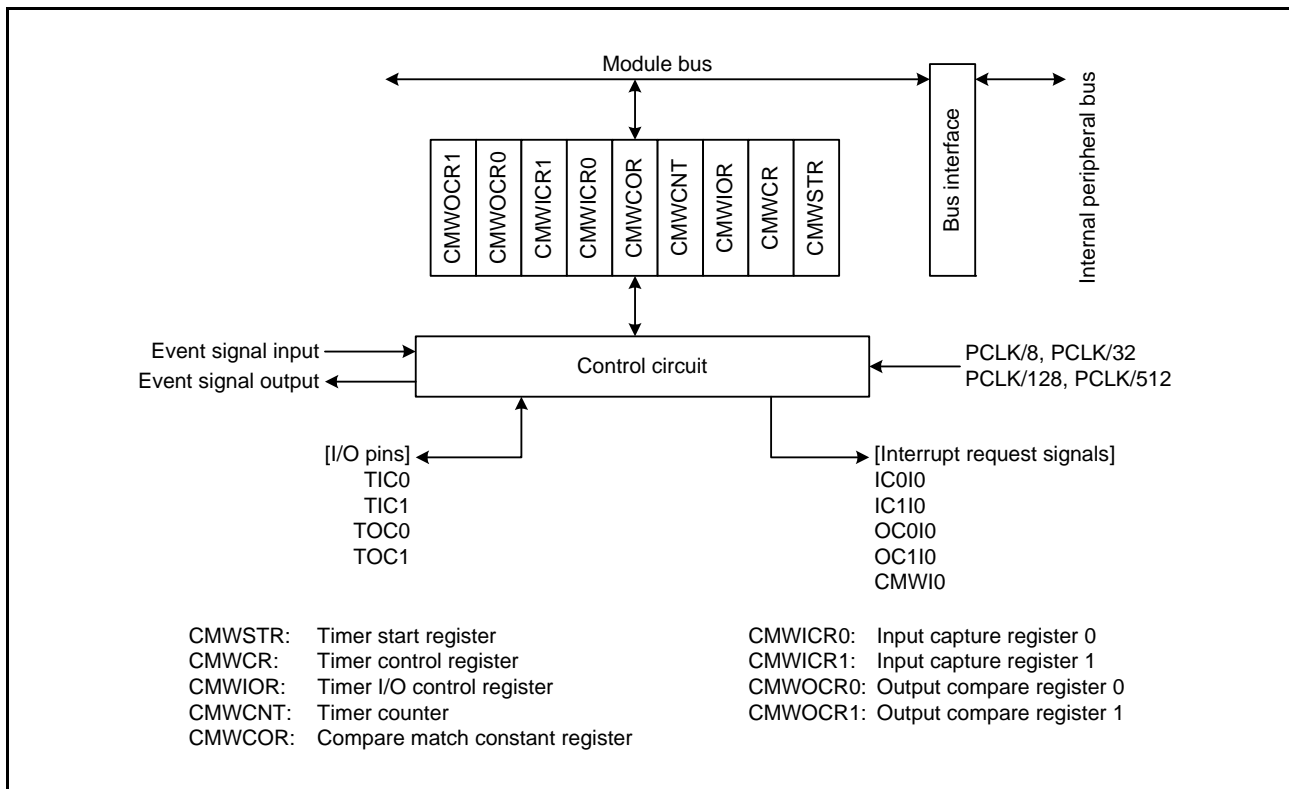 Module bus
Bus interface
Internal peripheral bus
CMWOCR1
CMWOCR0
CMWICR1
CMWICR0
CMWCOR
CMWCNT
CMWIOR
CMWCR
CMWSTR
Event signal input
Event signal output
Control circuit
PCLK/8, PCLK/32
PCLK/128, PCLK/512
[I/O pins]
TIC0
TIC1
TOC0
TOC1
[Interrupt request signals]
IC0I0
IC1I0
OC0I0
OC1I0
CMWI0
CMWSTR: Timer start register
CMWCR: Timer control register
CMWIOR: Timer I/O control register
CMWCNT: Timer counter
CMWCOR: Compare match constant register
CMWICR0: Input capture register 0
CMWICR1: Input capture register 1
CMWOCR0: Output compare register 0
CMWOCR1: Output compare register 1